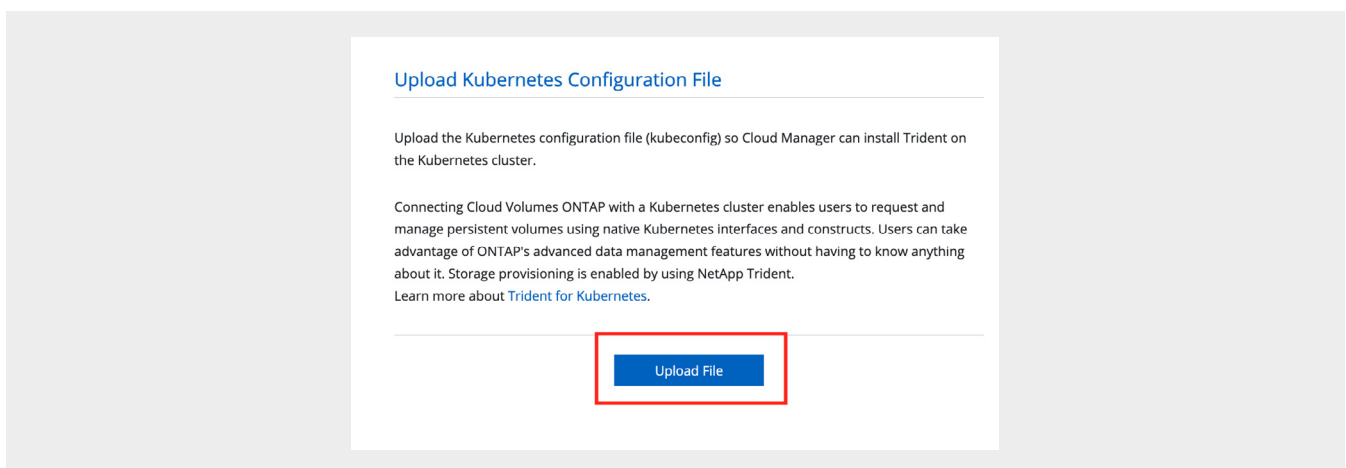 Upload Kubernetes Configuration File
Upload the Kubernetes configuration file (kubeconfig) so Cloud Manager can install Trident on
the Kubernetes cluster.
Connecting Cloud Volumes ONTAP with a Kubernetes cluster enables users to request and
manage persistent volumes using native Kubernetes interfaces and constructs. Users can take
advantage of ONTAP's advanced data management features without having to know anything
about it. Storage provisioning is enabled by using NetApp Trident.
Learn more about Trident for Kubernetes.
Upload File